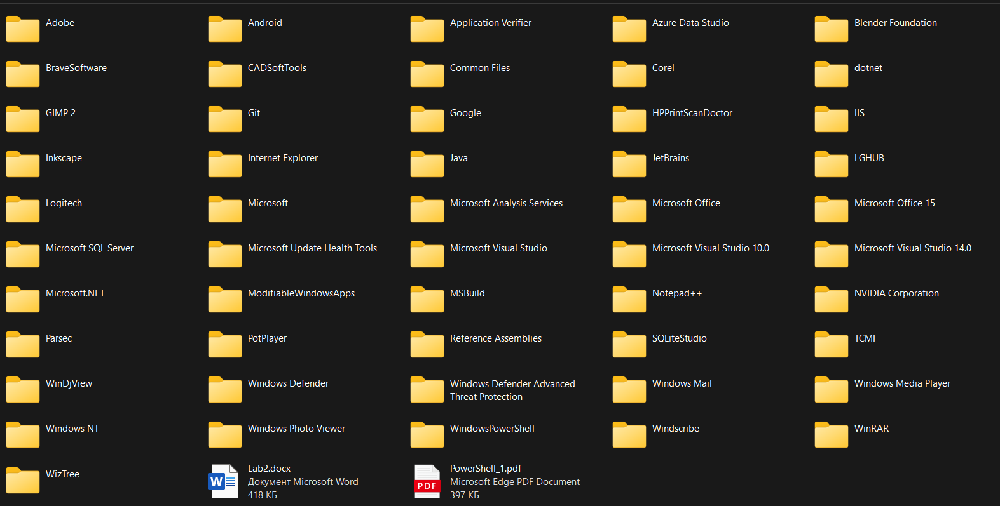 Adobe
Android
Application Verifier
Azure Data Studio
Blender Foundation
BraveSoftware
CADSoftTools
Common Files
Corel
dotnet
GIMP 2
Git
Google
HPPrintScanDoctor
IIS
Inkscape
Internet Explorer
Java
JetBrains
LGHUB
Logitech
Microsoft
Microsoft Analysis Services
Microsoft Office
Microsoft Office 15
Microsoft SQL Server
Microsoft Update Health Tools
Microsoft Visual Studio
Microsoft Visual Studio 10.0
Microsoft Visual Studio 14.0
Microsoft.NET
ModifiableWindowsApps
MSBuild
Notepad++
NVIDIA Corporation
Parsec
PotPlayer
Reference Assemblies
SQLiteStudio
TCMI
WinDjView
Windows Defender
Windows Defender Advanced
Threat Protection
Windows Mail
Windows Media Player
Windows NT
Windows Photo Viewer
WindowsPowerShell
Windscribe
WinRAR
WizTree
W
Lab2.docx
Документ Microsoft Word
418 КБ
PDF
PowerShell_1.pdf
Microsoft Edge PDF Document
397 КБ